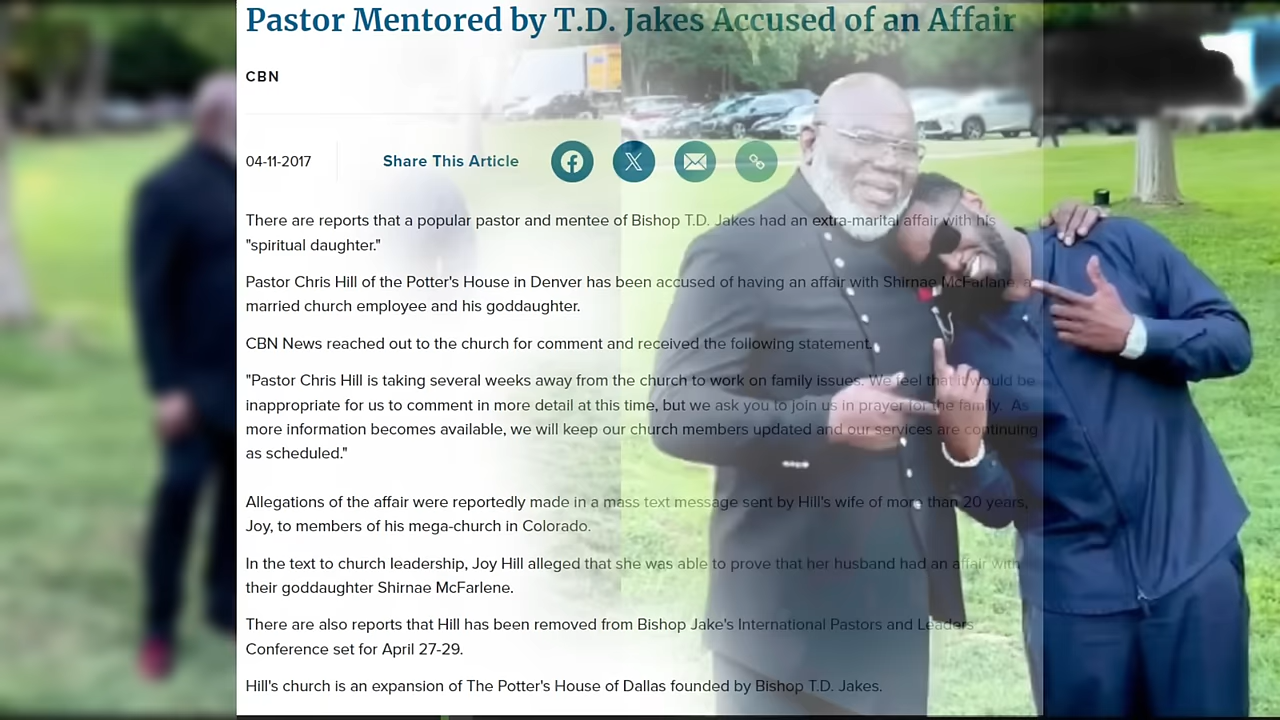 Pastor Mentored by T.D. Jakes Accused of an Affair
CBN
04-11-2017
Share This Article
There are reports that a popular pastor and mentee of Bishop T.D. Jakes had an extra-marital affair with his
"spiritual daughter."
Pastor Chris Hill of the Potter's House in Denver has been accused of having an affair with Shirnae McFarlane, a
married church employee and his goddaughter.
CBN News reached out to the church for comment and received the following statement.
"Pastor Chris Hill is taking several weeks away from the church to work on family issues. We feel that it would be
inappropriate for us to comment in more detail at this time, but we ask you to join us in prayer for the family. As
more information becomes available, we will keep our church members updated and our services are continuing
as scheduled."
Allegations of the affair were reportedly made in a mass text message sent by Hill's wife of more than 20 years,
Joy, to members of his mega-church in Colorado.
In the text to church leadership, Joy Hill alleged that she was able to prove that her husband had an affair with
their goddaughter Shirnae McFarlene.
There are also reports that Hill has been removed from Bishop Jake's International Pastors and Leaders
Conference set for April 27-29.
Hill's church is an expansion of The Potter's House of Dallas founded by Bishop T.D. Jakes.